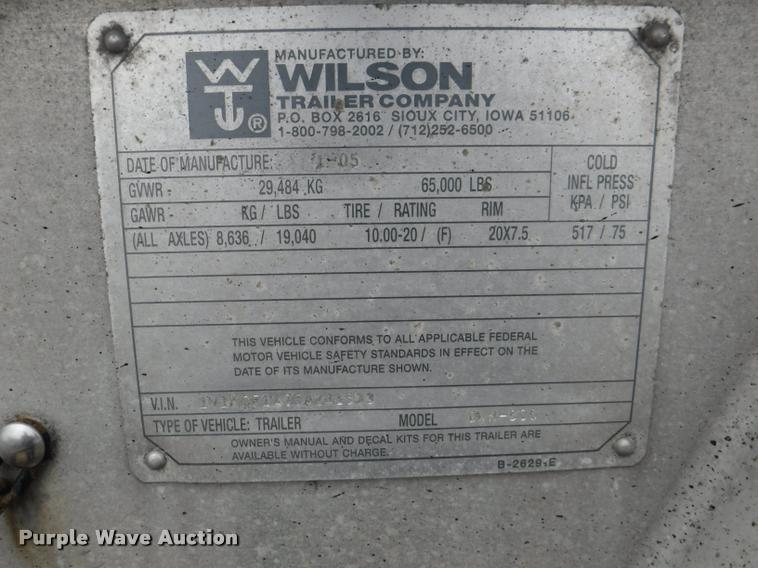 MANUFACTURED BY:
WILSON
TRAILER COMPANY
P.O. BOX 2616 SIOUX CITY, IOWA 51106
1-800-798-2002 / (712)252-6500
WTJ ®
DATE OF MANUFACTURE: 1-05
COLD
INFL PRESS
KPA / PSI
GVWR - 29,484 KG 65,000 LBS
GAWR - KG / LBS TIRE / RATING RIM
(ALL AXLES) 8,636 / 19,040 10.00-20 / (F) 20X7.5 517 / 75
THIS VEHICLE CONFORMS TO ALL APPLICABLE FEDERAL
MOTOR VEHICLE SAFETY STANDARDS IN EFFECT ON THE
DATE OF ITS MANUFACTURE SHOWN.
V.I.N.
TYPE OF VEHICLE: TRAILER MODEL
OWNER'S MANUAL AND DECAL KITS FOR THIS TRAILER ARE
AVAILABLE WITHOUT CHARGE.
B-2629-E
Purple Wave Auction